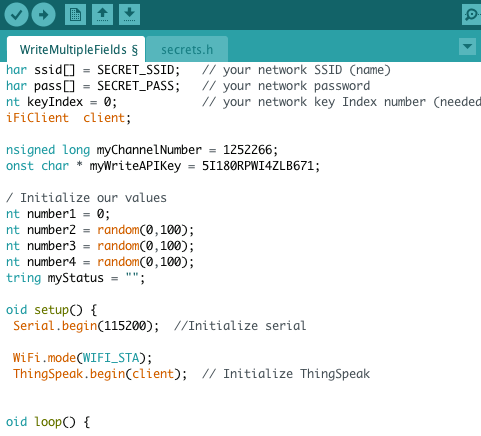 WriteMultipleFields §
secrets.h
har ssid[] = SECRET_SSID;   // your network SSID (name)
har pass[] = SECRET_PASS;   // your network password
nt keyIndex = 0;            // your network key Index number (needed
iFiClient  client;
nsigned long myChannelNumber = 1252266;
onst char * myWriteAPIKey = 5I180RPWI4ZLB671;
/ Initialize our values
nt number1 = 0;
nt number2 = random(0,100);
nt number3 = random(0,100);
nt number4 = random(0,100);
tring myStatus = "";
oid setup() {
Serial.begin(115200);  //Initialize serial
WiFi.mode(WIFI_STA);
ThingSpeak.begin(client);  // Initialize ThingSpeak
oid loop() {